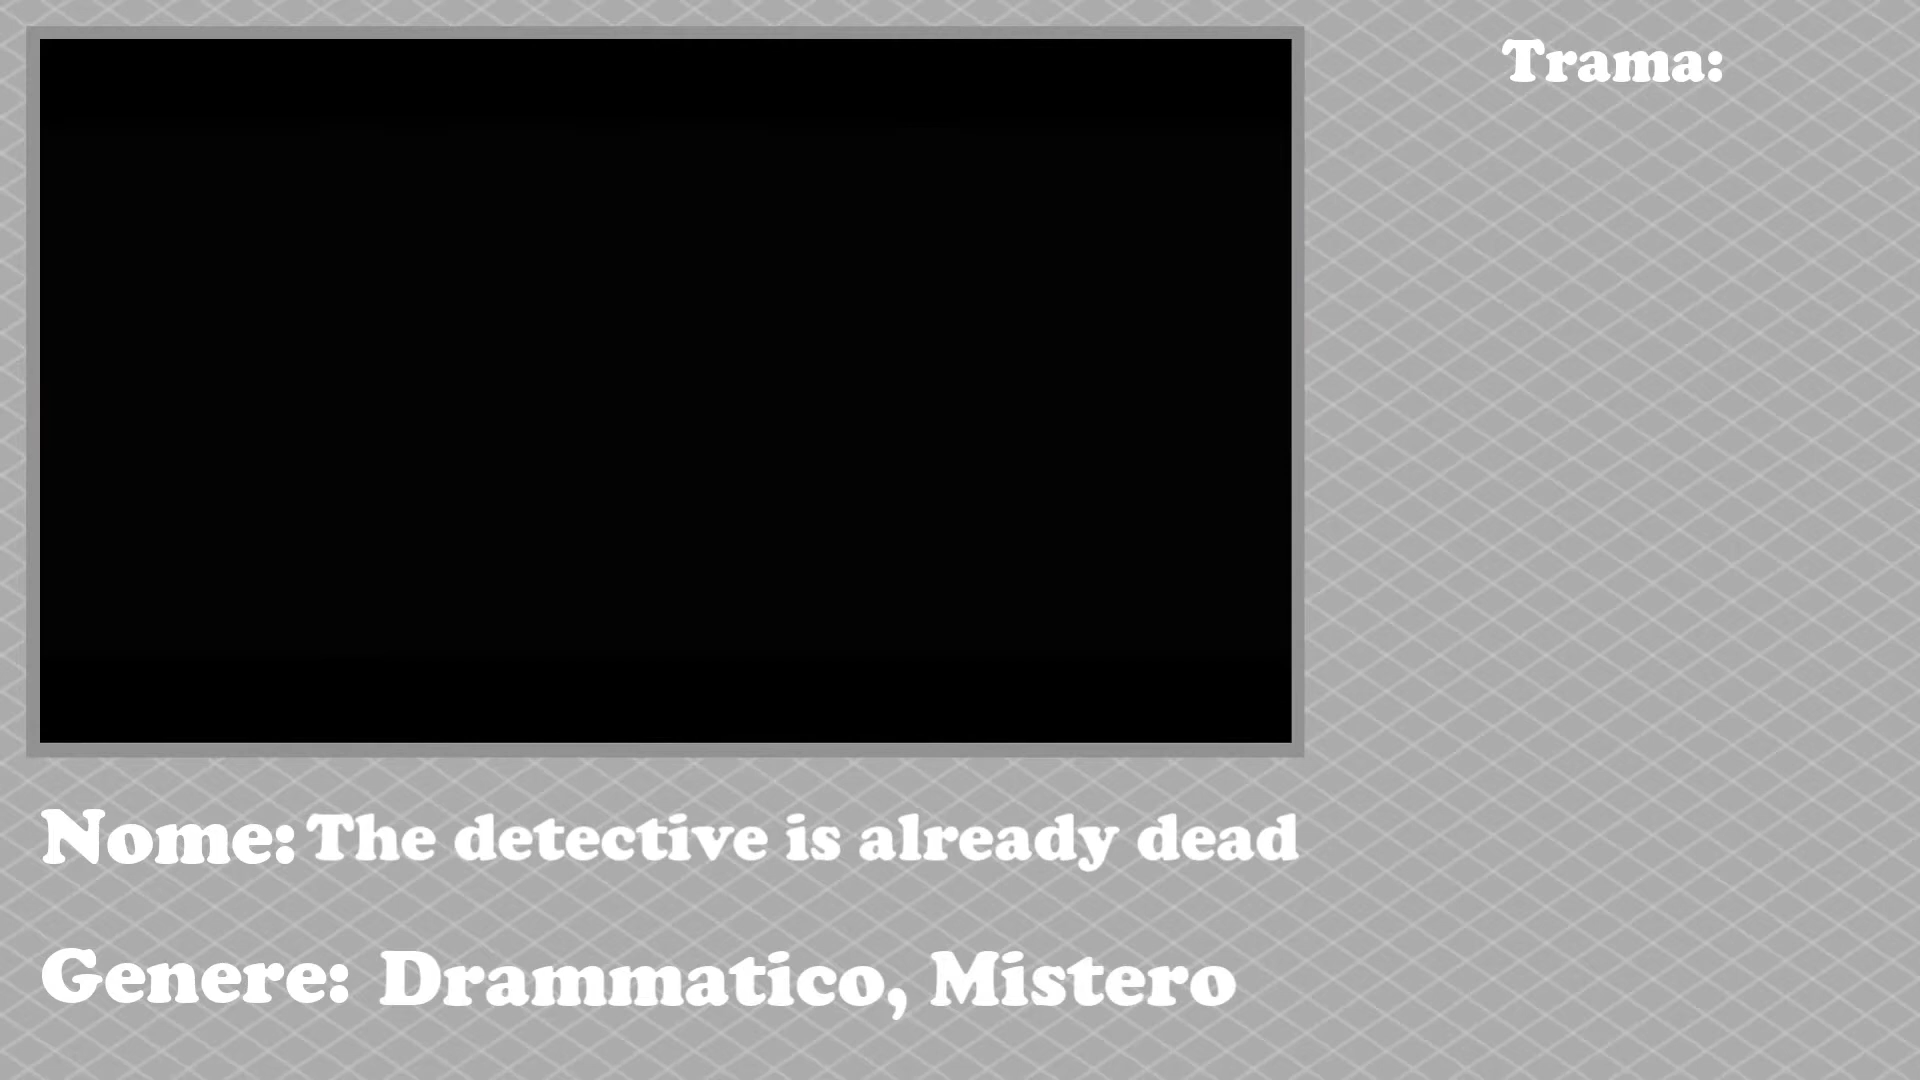 Trama:
Nome: The detective is already dead
Genere: Drammatico, Mistero